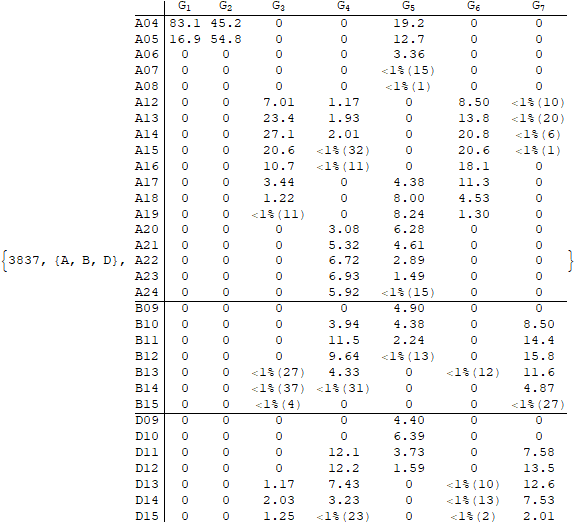 G₁ G₂ G₃ G₄ G₅ G₆ G₇
A04 83.1 45.2 0 0 19.2 0 0
A05 16.9 54.8 0 0 12.7 0 0
A06 0 0 0 0 3.36 0 0
A07 0 0 0 0 <1%(15) 0 0
A08 0 0 0 0 <1%(1) 0 0
A12 0 0 7.01 1.17 0 8.50 <1%(10)
A13 0 0 23.4 1.93 0 13.8 <1%(20)
A14 0 0 27.1 2.01 0 20.8 <1%(6)
A15 0 0 20.6 <1%(32) 0 20.6 <1%(1)
A16 0 0 10.7 <1%(11) 0 18.1 0
A17 0 0 3.44 0 4.38 11.3 0
A18 0 0 1.22 0 8.00 4.53 0
A19 0 0 <1%(11) 0 8.24 1.30 0
A20 0 0 0 3.08 6.28 0 0
A21 0 0 0 5.32 4.61 0 0
{3837, {A, B, D}, A22 0 0 0 6.72 2.89 0 0 }
A23 0 0 0 6.93 1.49 0 0
A24 0 0 0 5.92 <1%(15) 0 0
B09 0 0 0 0 4.90 0 0
B10 0 0 0 3.94 4.38 0 8.50
B11 0 0 0 11.5 2.24 0 14.4
B12 0 0 0 9.64 <1%(13) 0 15.8
B13 0 0 <1%(27) 4.33 0 <1%(12) 11.6
B14 0 0 <1%(37) <1%(31) 0 0 4.87
B15 0 0 <1%(4) 0 0 0 <1%(27)
D09 0 0 0 0 4.40 0 0
D10 0 0 0 0 6.39 0 0
D11 0 0 0 12.1 3.73 0 7.58
D12 0 0 0 12.2 1.59 0 13.5
D13 0 0 1.17 7.43 0 <1%(10) 12.6
D14 0 0 2.03 3.23 0 <1%(13) 7.53
D15 0 0 1.25 <1%(23) 0 <1%(2) 2.01